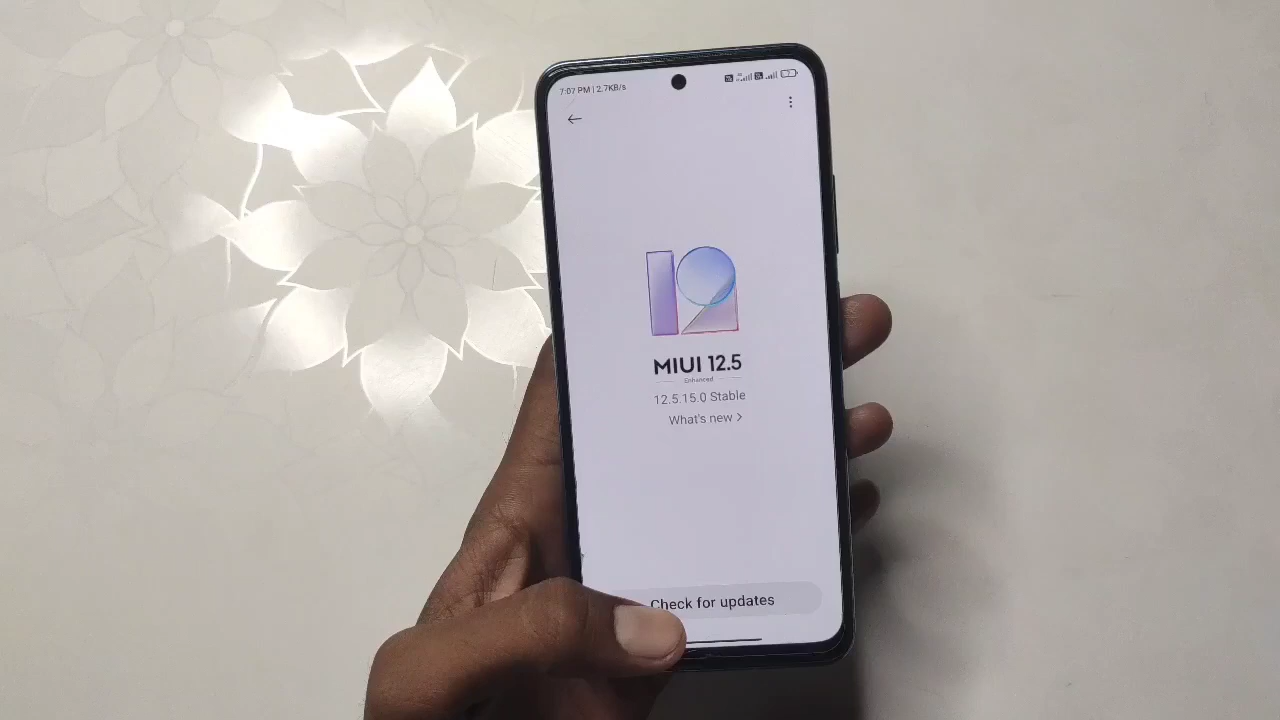 7:07 PM | 2.7KB/s
MIUI 12.5
Enhanced
12.5.15.0 Stable
What's new >
Check for updates